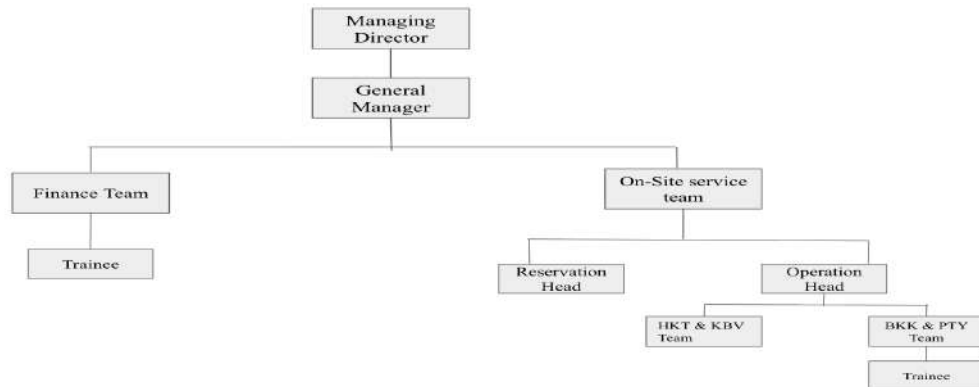 Managing
Director
General
Manager
Finance Team
On-Site service
team
Trainee
Reservation
Head
Operation
Head
HKT & KBV
Team
BKK & PTY
Team
Trainee